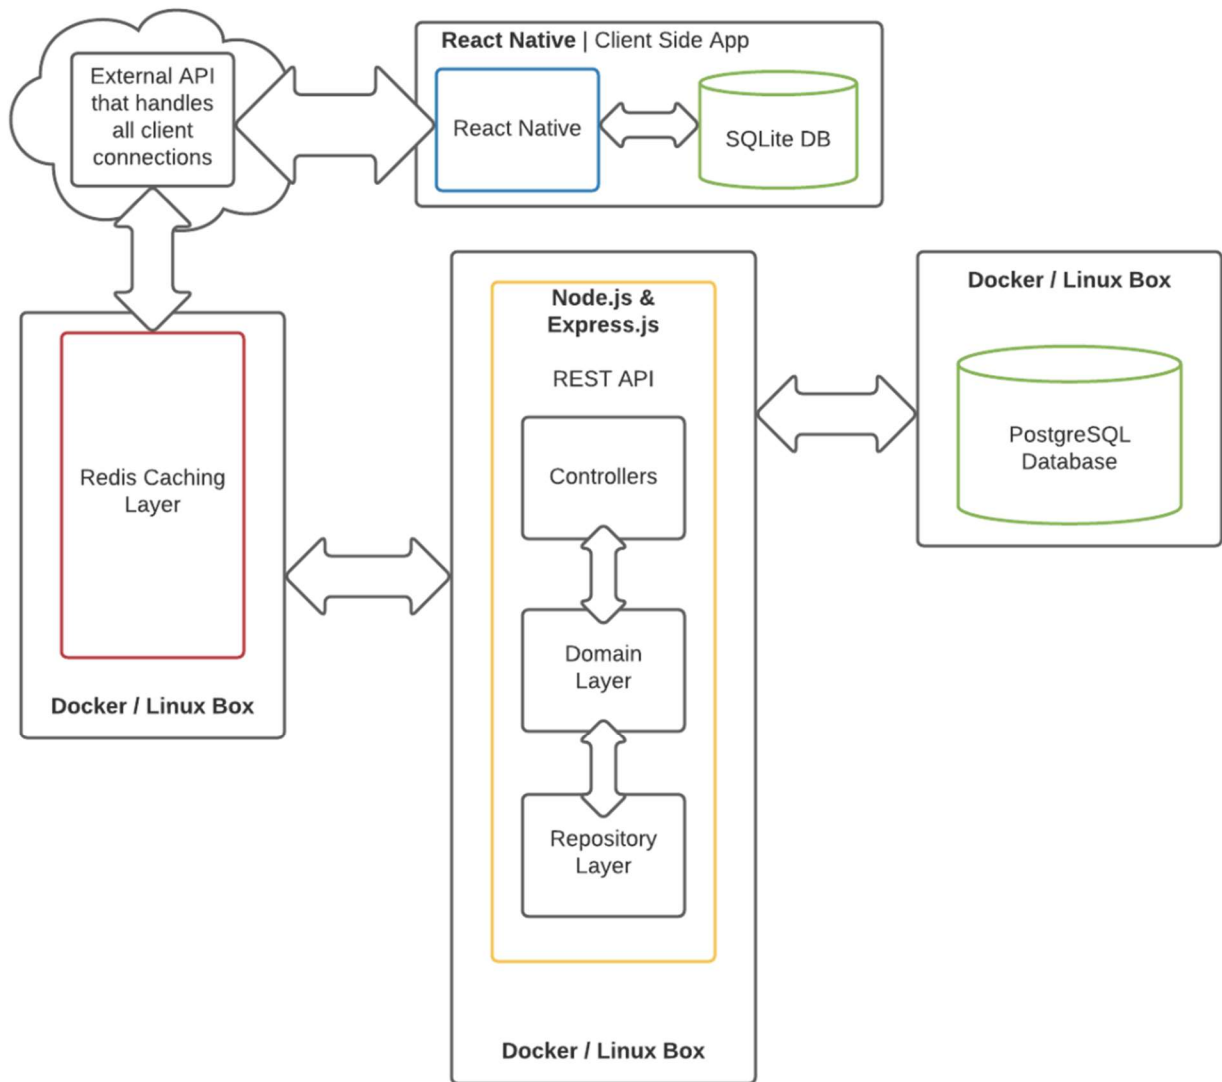 External API
that handles
all client
connections
React Native | Client Side App
React Native
SQLite DB
Redis Caching
Layer
Docker / Linux Box
Node.js &
Express.js
REST API
Controllers
Domain
Layer
Repository
Layer
Docker / Linux Box
Docker / Linux Box
PostgreSQL
Database